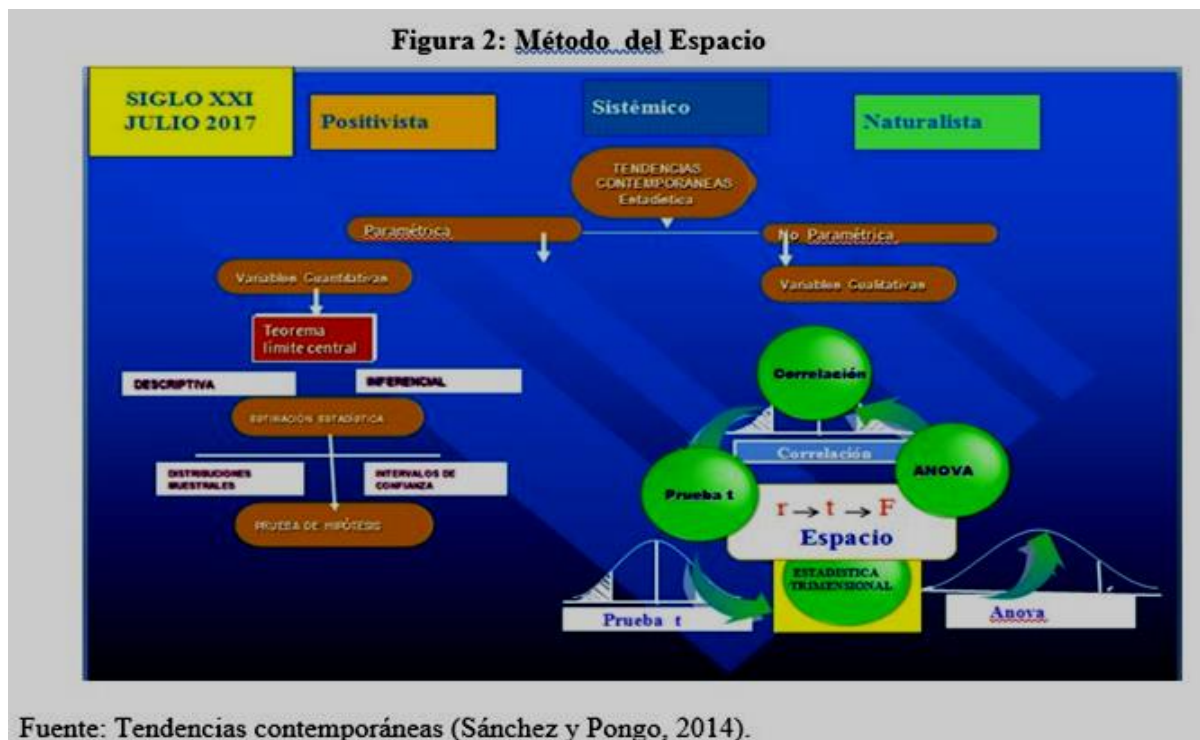 Figura 2: Método del Espacio
SIGLO XXI
JULIO 2017
Positivista
Sistémico
Naturalista
TENDENCIAS
CONTEMPORANEAS
Estadística
Paramétrica
No Paramétrica
Variables Cuantitativas
Variables Cualitativas
Teorema
límite central
DESCRIPTIVA
INFERENCIAL
ESTIMACIÓN ESTADÍSTICA
DISTRIBUCIONES
MUESTRALES
INTERVALOS DE
CONFIANZA
PRUEBA DE HIPÓTESIS
Correlación
Correlación
Prueba t
ANOVA
r → t → F
Espacio
ESTADISTICA
TRIMENSIONAL
Prueba t
Anova
Fuente: Tendencias contemporáneas (Sánchez y Pongo, 2014).